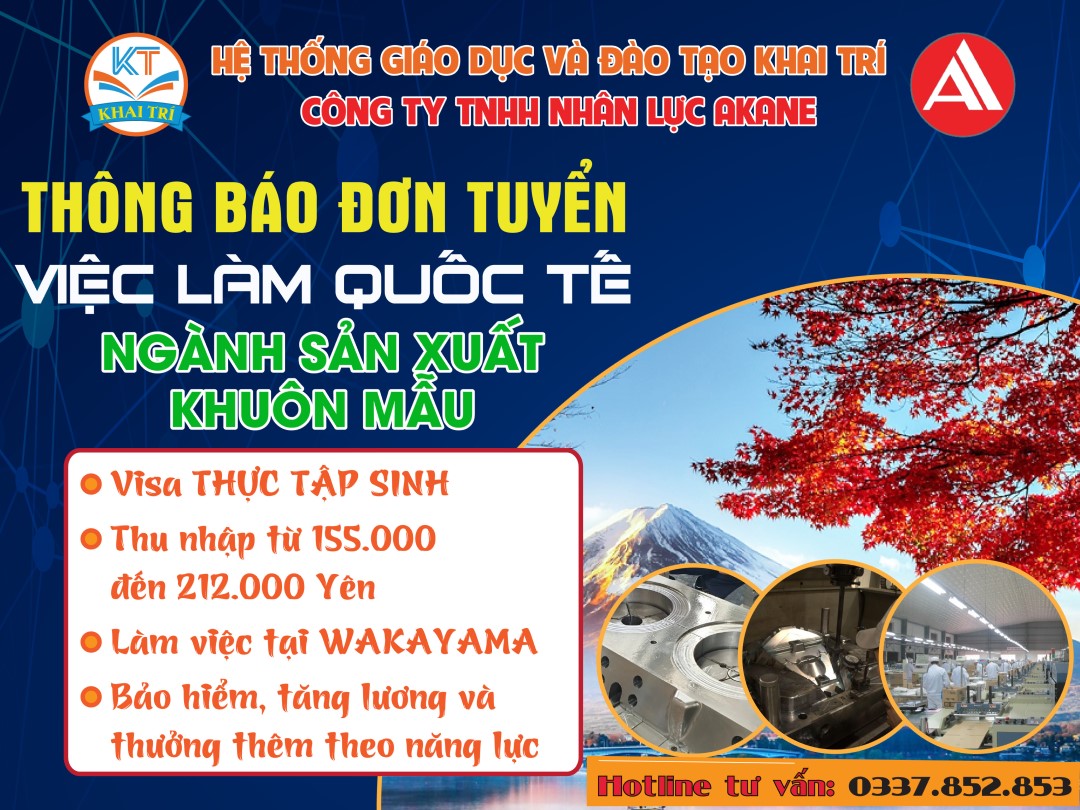 KT
KHAI TRÍ
HỆ THỐNG GIÁO DỤC VÀ ĐÀO TẠO KHAI TRÍ
CÔNG TY TNHH NHÂN LỰC AKANE
THÔNG BÁO ĐƠN TUYỂN
VIỆC LÀM QUỐC TẾ
NGÀNH SẢN XUẤT
KHUÔN MẪU
Visa THỰC TẬP SINH
Thu nhập từ 155.000
đến 212.000 Yên
Làm việc tại WAKAYAMA
Bảo hiểm, tăng lương và
thưởng thêm theo năng lực
Hotline tư vấn: 0337.852.853